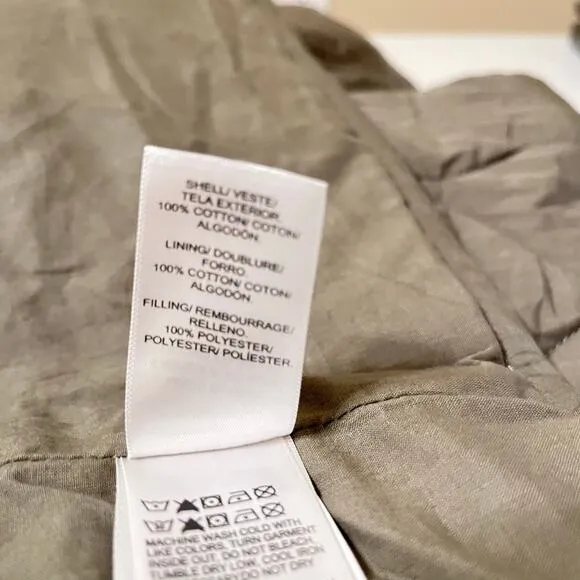 SHELL/ VESTE/
TELA EXTERIOR.
100% COTTON/ COTON/
ALGODÓN.
LINING/ DOUBLURE/
FORRO.
100% COTTON/ COTON/
ALGODÓN.
FILLING/ REMBOURRAGE/
RELLENO.
100% POLYESTER/
POLYESTER/ POLIÉSTER.
MACHINE WASH COLD WITH
LIKE COLORS, TURN GARMENT
INSIDE OUT. DO NOT BLEACH.
TUMBLE DRY LOW. COOL IRON
DO NOT